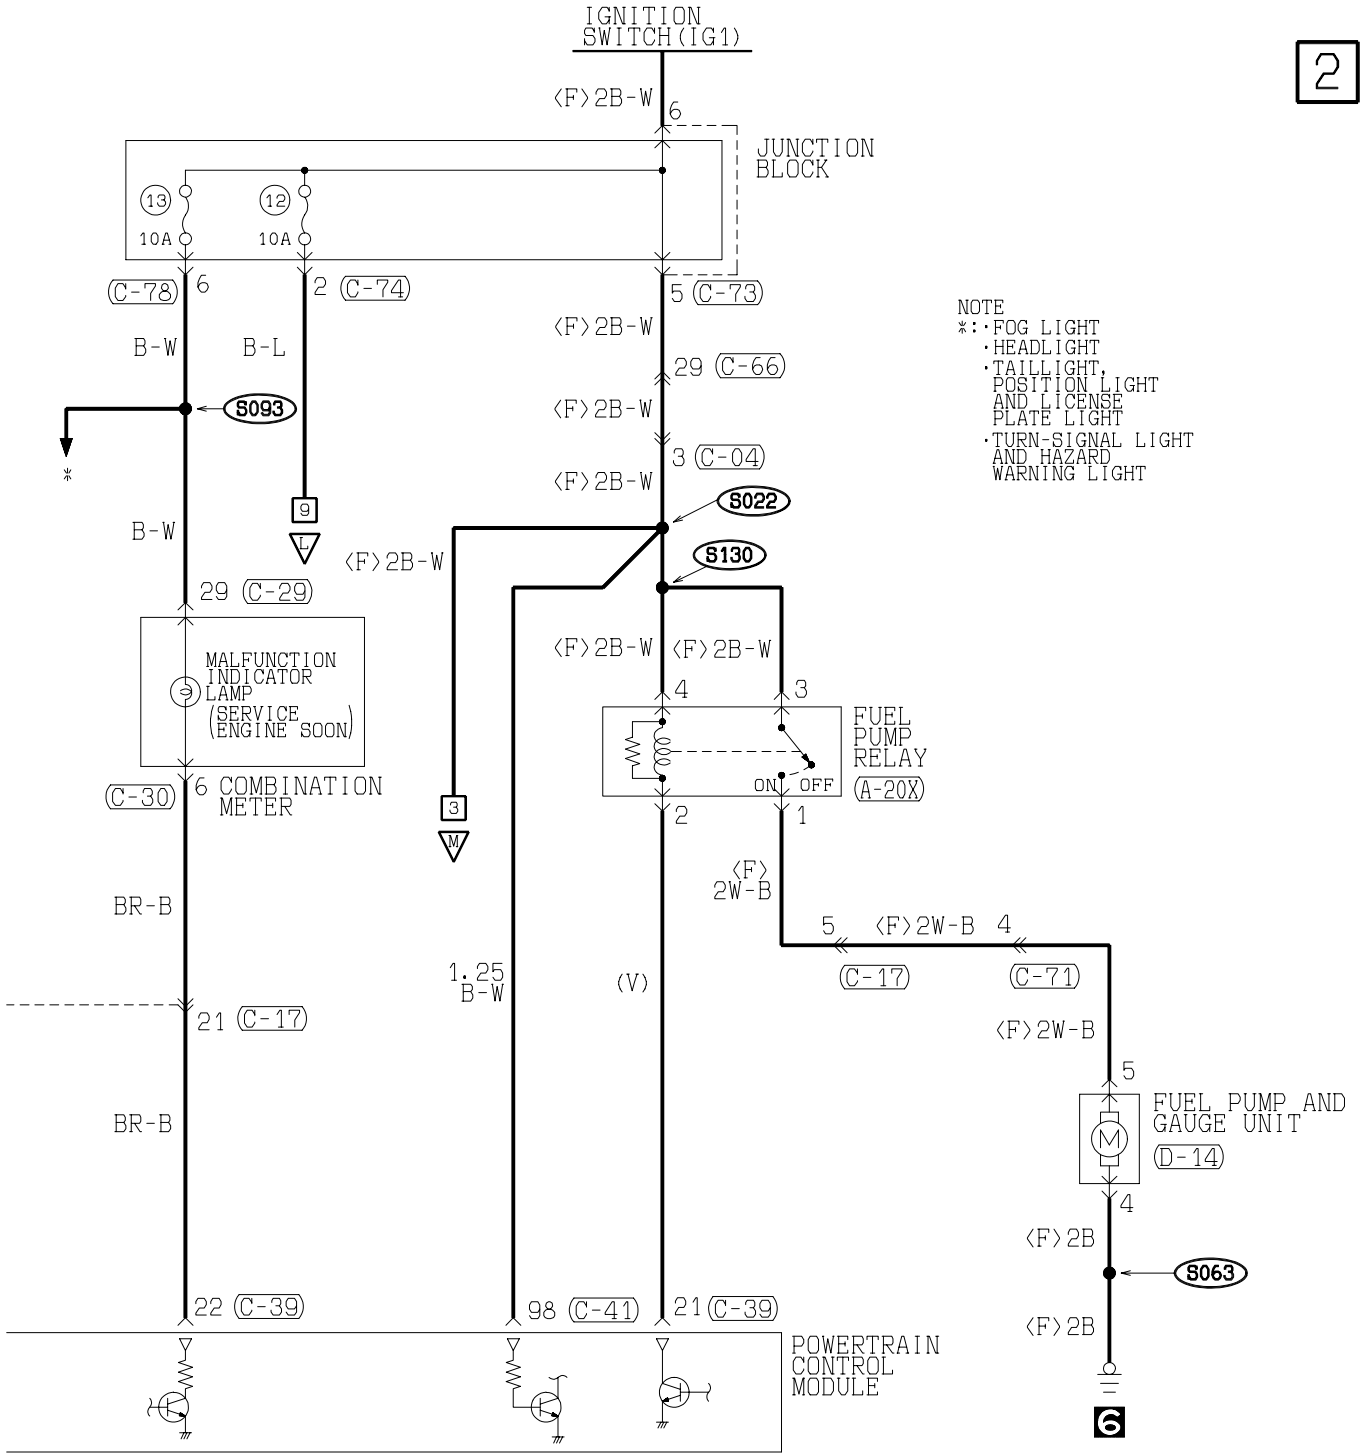 IGNITION
SWITCH(IG1)
2
<F>2B-W
6
JUNCTION
BLOCK
13
12
10A
10A
(C-78)
6
2 (C-74)
5 (C-73)
<F>2B-W
B-W
B-L
29 (C-66)
NOTE
*:·FOG LIGHT
·HEADLIGHT
·TAILLIGHT,
POSITION LIGHT
AND LICENSE
PLATE LIGHT
·TURN-SIGNAL LIGHT
AND HAZARD
WARNING LIGHT
S093
<F>2B-W
*
3 (C-04)
<F>2B-W
S022
9
L
B-W
<F>2B-W
S130
29 (C-29)
<F>2B-W
<F>2B-W
MALFUNCTION
INDICATOR
LAMP
(SERVICE
ENGINE SOON)
4
3
FUEL
PUMP
RELAY
(A-20X)
ON OFF
(C-30)
6 COMBINATION
METER
3
M
2
1
<F>
2W-B
BR-B
5
<F>2W-B
4
(C-17)
(C-71)
1.25
B-W
(V)
21 (C-17)
<F>2W-B
5
BR-B
FUEL PUMP AND
GAUGE UNIT
M
(D-14)
4
<F>2B
S063
22 (C-39)
98 (C-41)
21 (C-39)
<F>2B
POWERTRAIN
CONTROL
MODULE
6